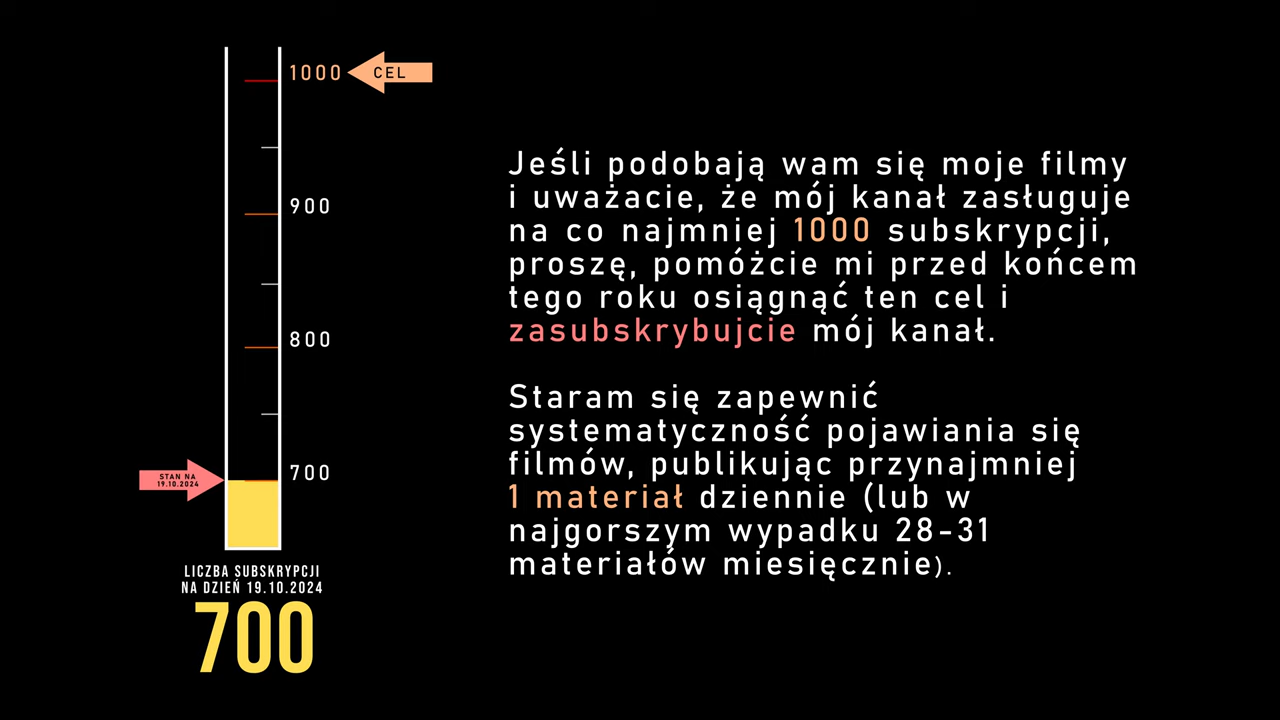 1000
CEL
900
800
700
STAN NA
19.10.2024
LICZBA SUBSKRYPCJI
NA DZIEŃ 19.10.2024
700
Jeśli podobają wam się moje filmy
i uważacie, że mój kanał zasługuje
na co najmniej 1000 subskrypcji,
proszę, pomóżcie mi przed końcem
tego roku osiągnąć ten cel i
zasubskrybujcie mój kanał.
Staram się zapewnić
systematyczność pojawiania się
filmów, publikując przynajmniej
1 materiał dziennie (lub w
najgorszym wypadku 28-31
materiałów miesięcznie).